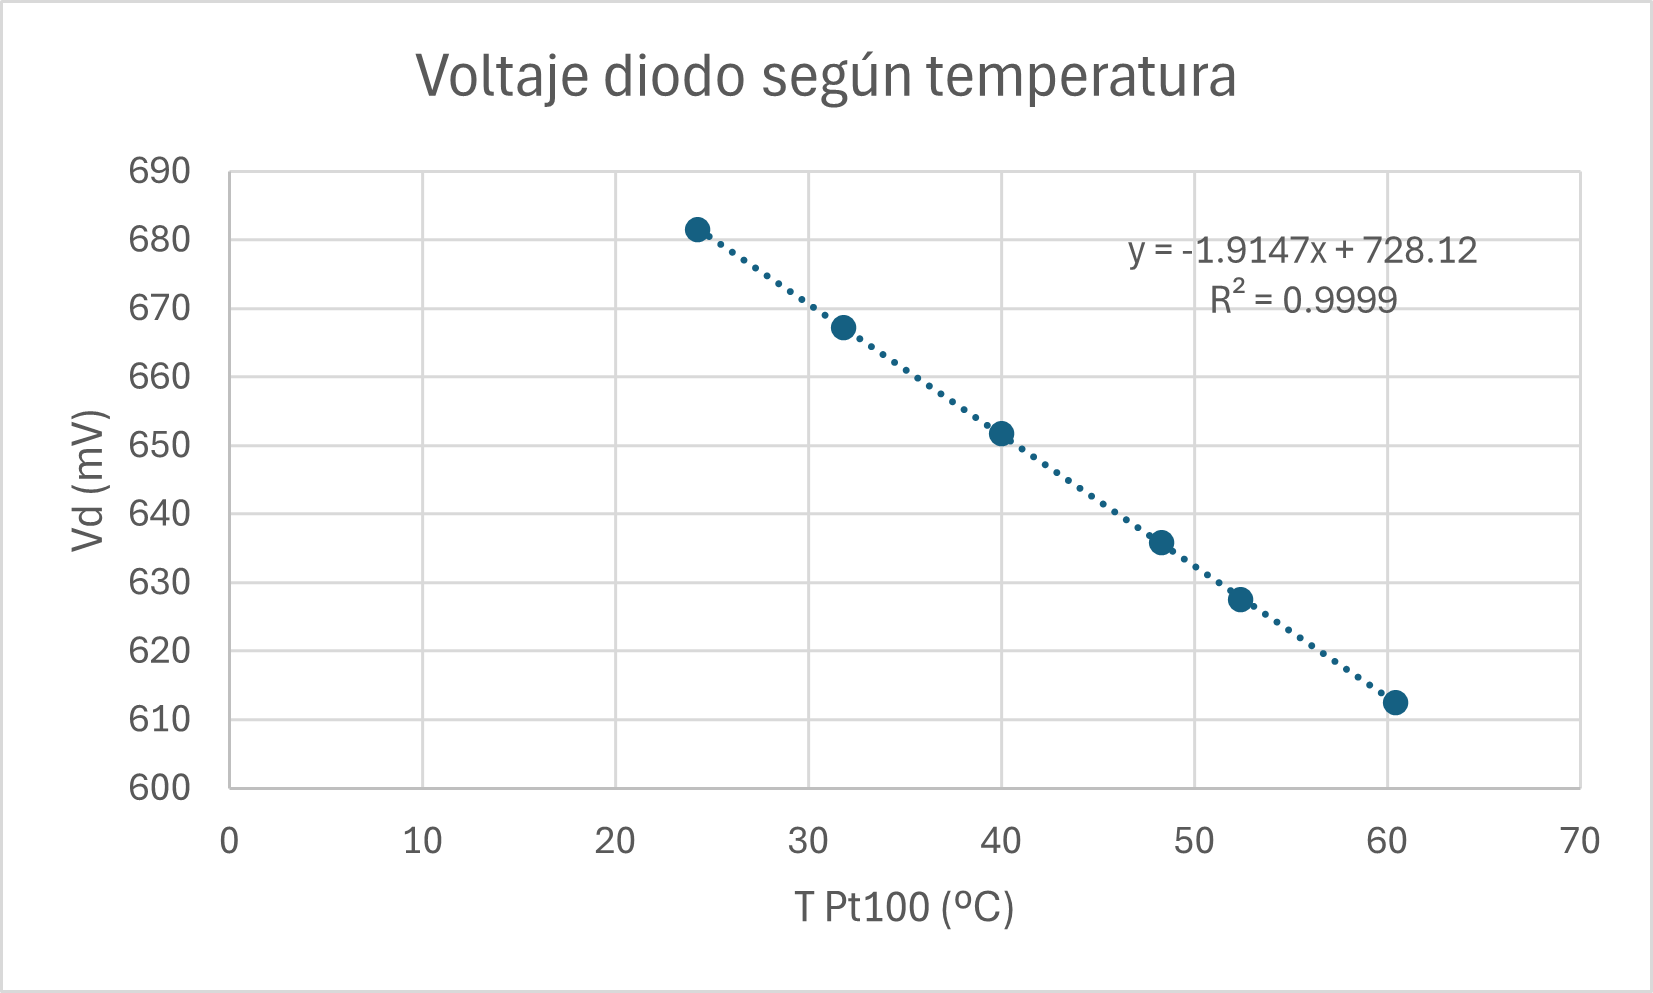 Voltaje diodo según temperatura
690
680
670
660
650
640
630
620
610
600
Vd (mV)
y = -1.9147x + 728.12
R² = 0.9999
0 10 20 30 40 50 60 70
T Pt100 (ºC)